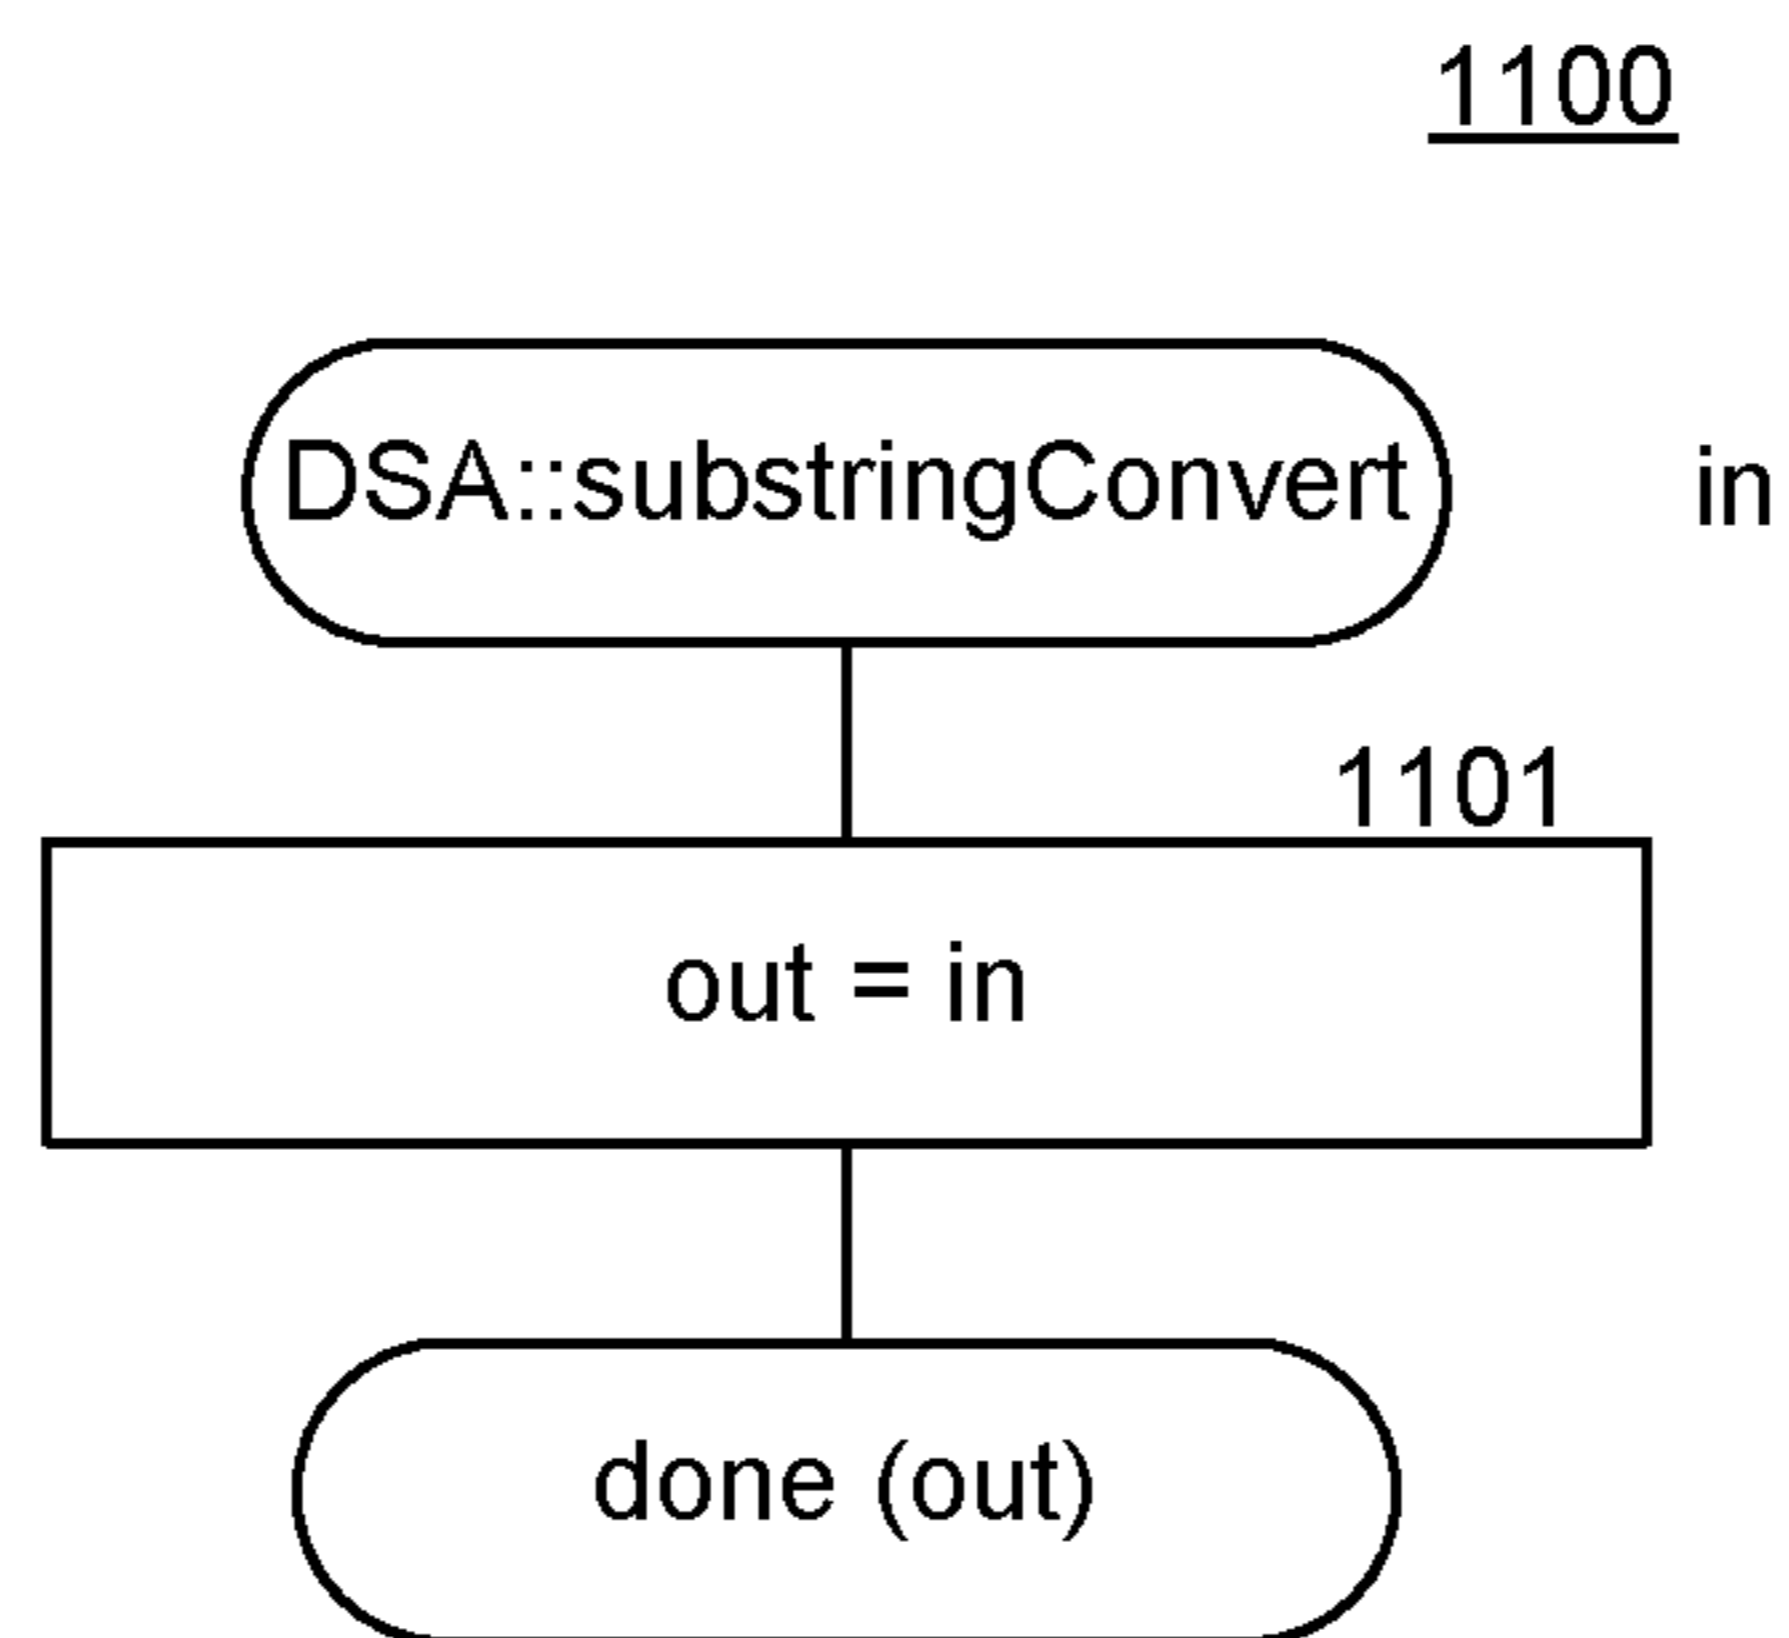 1100
DSA::substringConvert in
1101
out = in
done (out)